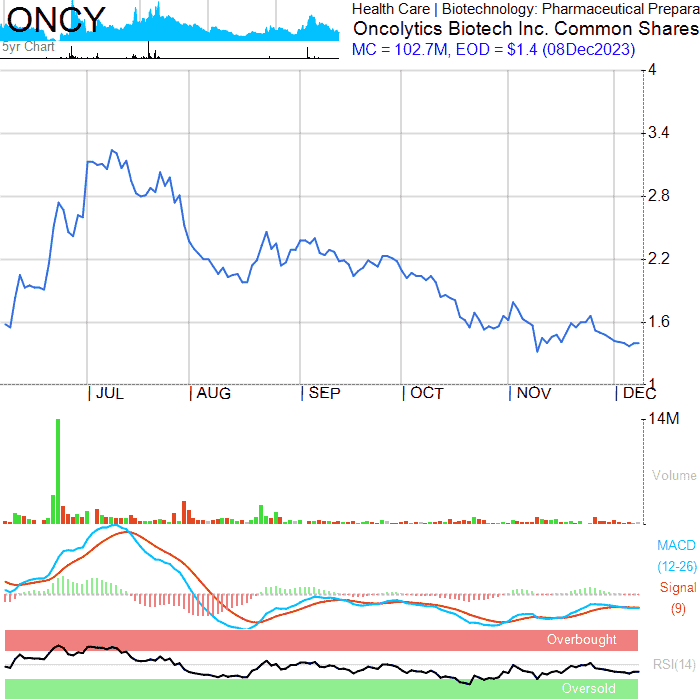 ONCY
5yr Chart
Health Care | Biotechnology: Pharmaceutical Prepara
Oncolytics Biotech Inc. Common Shares
MC = 102.7M, EOD = $1.4 (08Dec2023)
4
3.4
2.8
2.2
1.6
1
JUL AUG SEP OCT NOV DEC
14M
Volume
MACD
(12-26)
Signal
(9)
Overbought
RSI(14)
Oversold